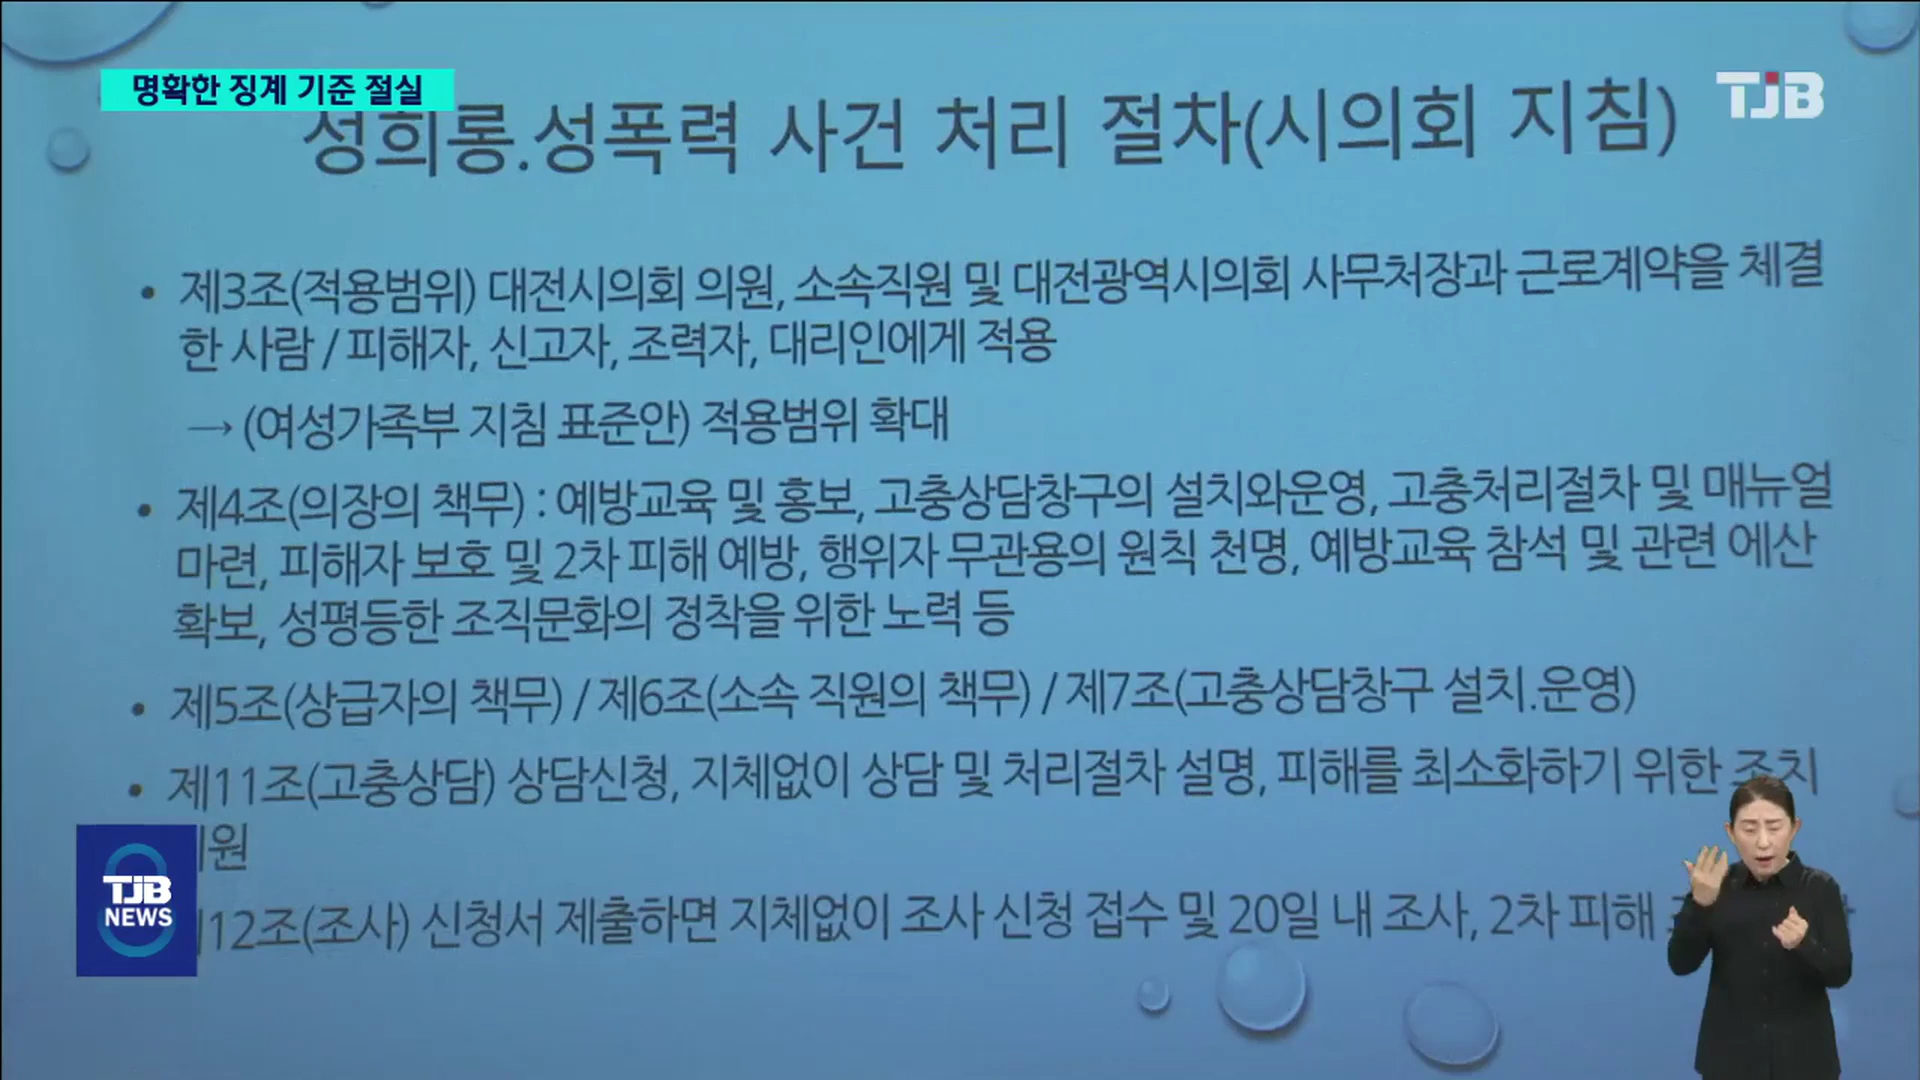 명확한 징계 기준 절실
TJB
성희롱.성폭력 사건 처리 절차(시의회 지침)
• 제3조(적용범위) 대전시의회 의원, 소속직원 및 대전광역시의회 사무처장과 근로계약을 체결
한 사람 / 피해자, 신고자, 조력자, 대리인에게 적용
→ (여성가족부 지침 표준안) 적용범위 확대
• 제4조(의장의 책무) : 예방교육 및 홍보, 고충상담창구의 설치와운영, 고충처리절차 및 매뉴얼
마련, 피해자 보호 및 2차 피해 예방, 행위자 무관용의 원칙 천명, 예방교육 참석 및 관련 에산
확보, 성평등한 조직문화의 정착을 위한 노력 등
• 제5조(상급자의 책무) / 제6조(소속 직원의 책무) / 제7조(고충상담창구 설치.운영)
• 제11조(고충상담) 상담신청, 지체없이 상담 및 처리절차 설명, 피해를 최소화하기 위한 조치
12조(조사) 신청서 제출하면 지체없이 조사 신청 접수 및 20일 내 조사, 2차 피해
TJB
NEWS